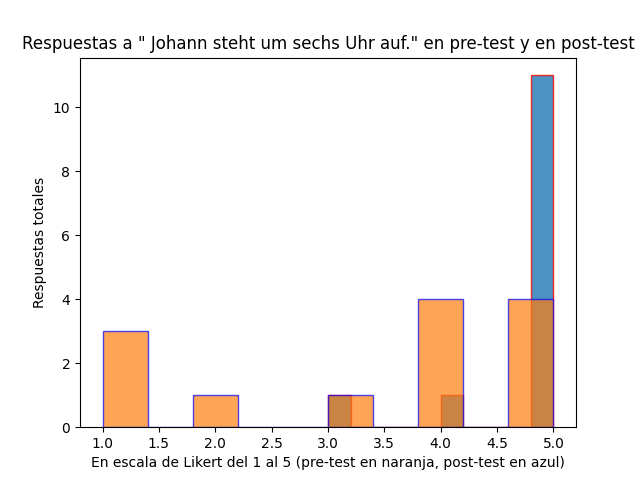 Respuestas a " Johann steht um sechs Uhr auf." en pre-test y en post-test
Respuestas totales
10
8
6
4
2
0
1.0 1.5 2.0 2.5 3.0 3.5 4.0 4.5 5.0
En escala de Likert del 1 al 5 (pre-test en naranja, post-test en azul)